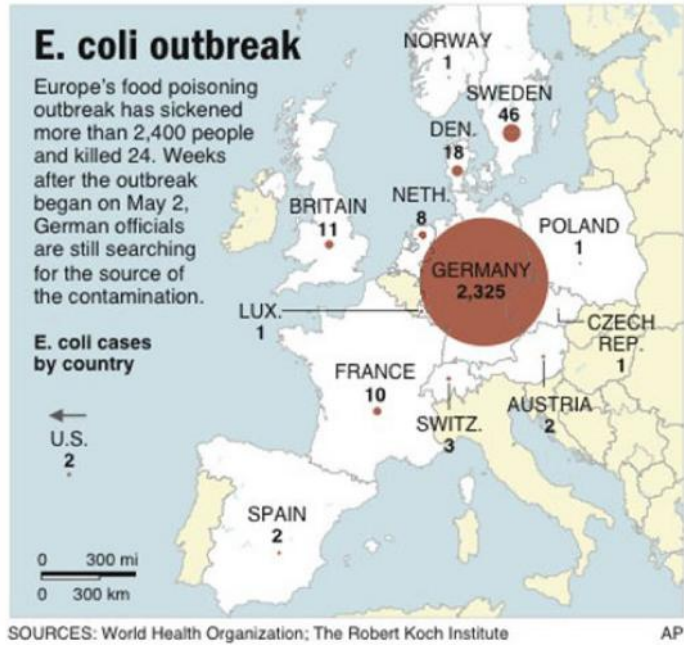 E. coli outbreak
Europe's food poisoning
outbreak has sickened
more than 2,400 people
and killed 24. Weeks
after the outbreak
began on May 2,
German officials
are still searching
for the source of
the contamination.
E. coli cases
by country
NORWAY
1
SWEDEN
46
DEN.
18
NETH.
8
BRITAIN
11
POLAND
1
GERMANY
2,325
LUX.
1
CZECH
REP.
1
FRANCE
10
SWITZ.
3
AUSTRIA
2
U.S.
2
SPAIN
2
0 300 mi
0 300 km
SOURCES: World Health Organization; The Robert Koch Institute AP